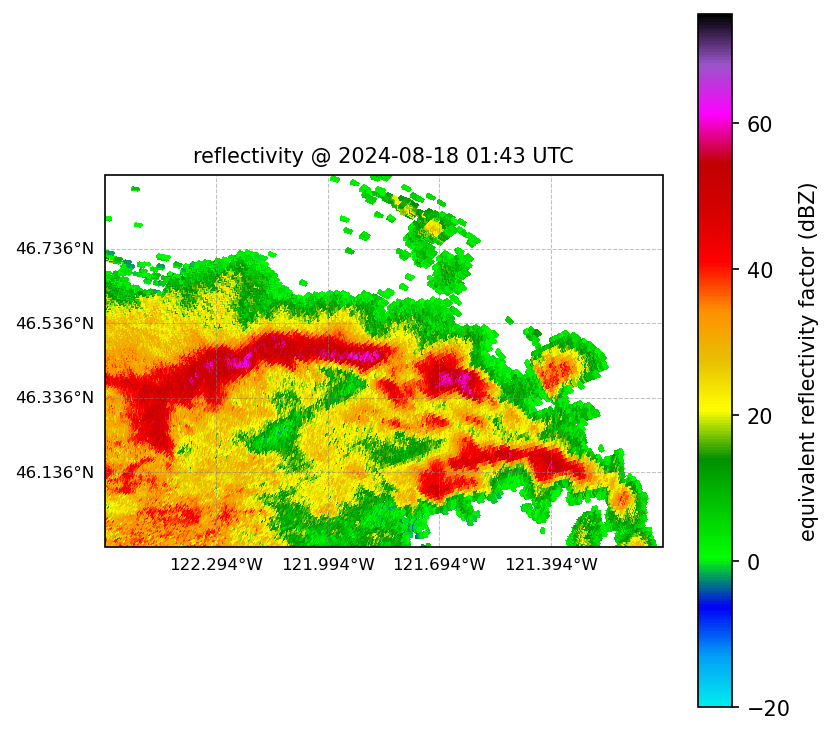 reflectivity @ 2024-08-18 01:43 UTC
46.736°N
46.536°N
46.336°N
46.136°N
122.294°W 121.994°W 121.694°W 121.394°W
60
40
20
0
−20
equivalent reflectivity factor (dBZ)